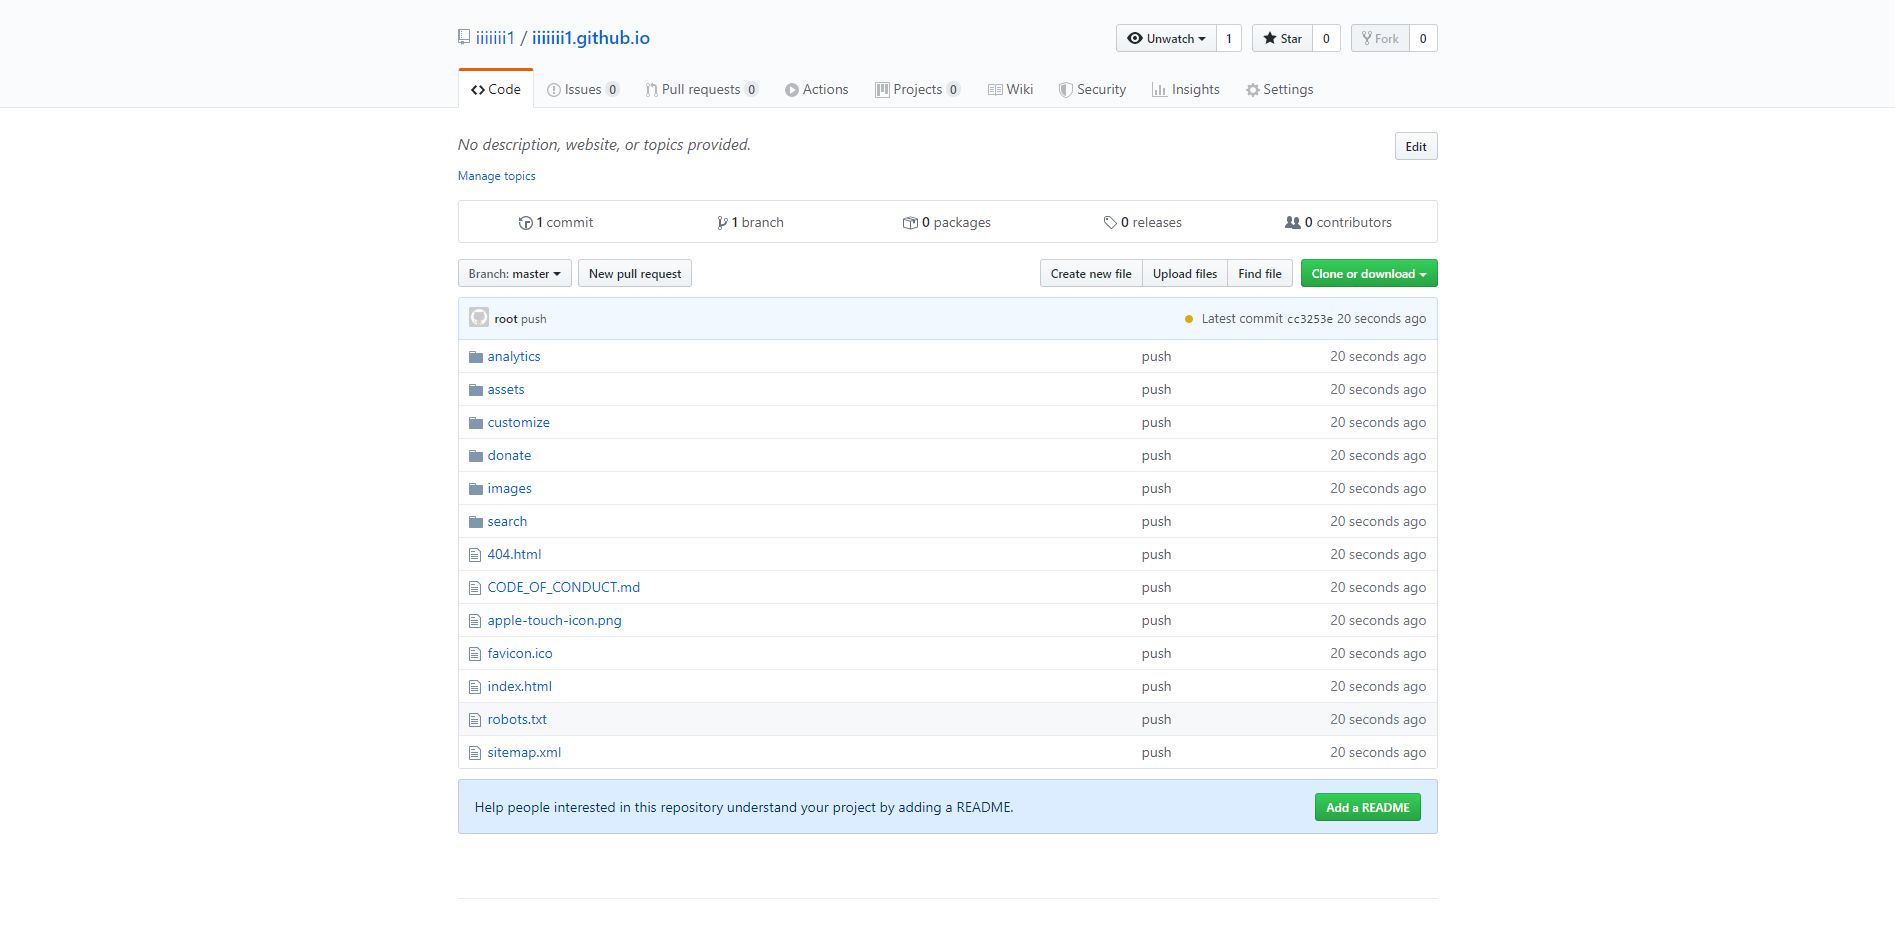 iiiiiii1 / iiiiiii1.github.io
Unwatch 1 Star 0 Fork 0
Code Issues 0 Pull requests 0 Actions Projects 0 Wiki Security Insights Settings
No description, website, or topics provided. Edit
Manage topics
1 commit 1 branch 0 packages 0 releases 0 contributors
Branch: master New pull request Create new file Upload files Find file Clone or download
root push Latest commit cc3253e 20 seconds ago
analytics push 20 seconds ago
assets push 20 seconds ago
customize push 20 seconds ago
donate push 20 seconds ago
images push 20 seconds ago
search push 20 seconds ago
404.html push 20 seconds ago
CODE_OF_CONDUCT.md push 20 seconds ago
apple-touch-icon.png push 20 seconds ago
favicon.ico push 20 seconds ago
index.html push 20 seconds ago
robots.txt push 20 seconds ago
sitemap.xml push 20 seconds ago
Help people interested in this repository understand your project by adding a README. Add a README